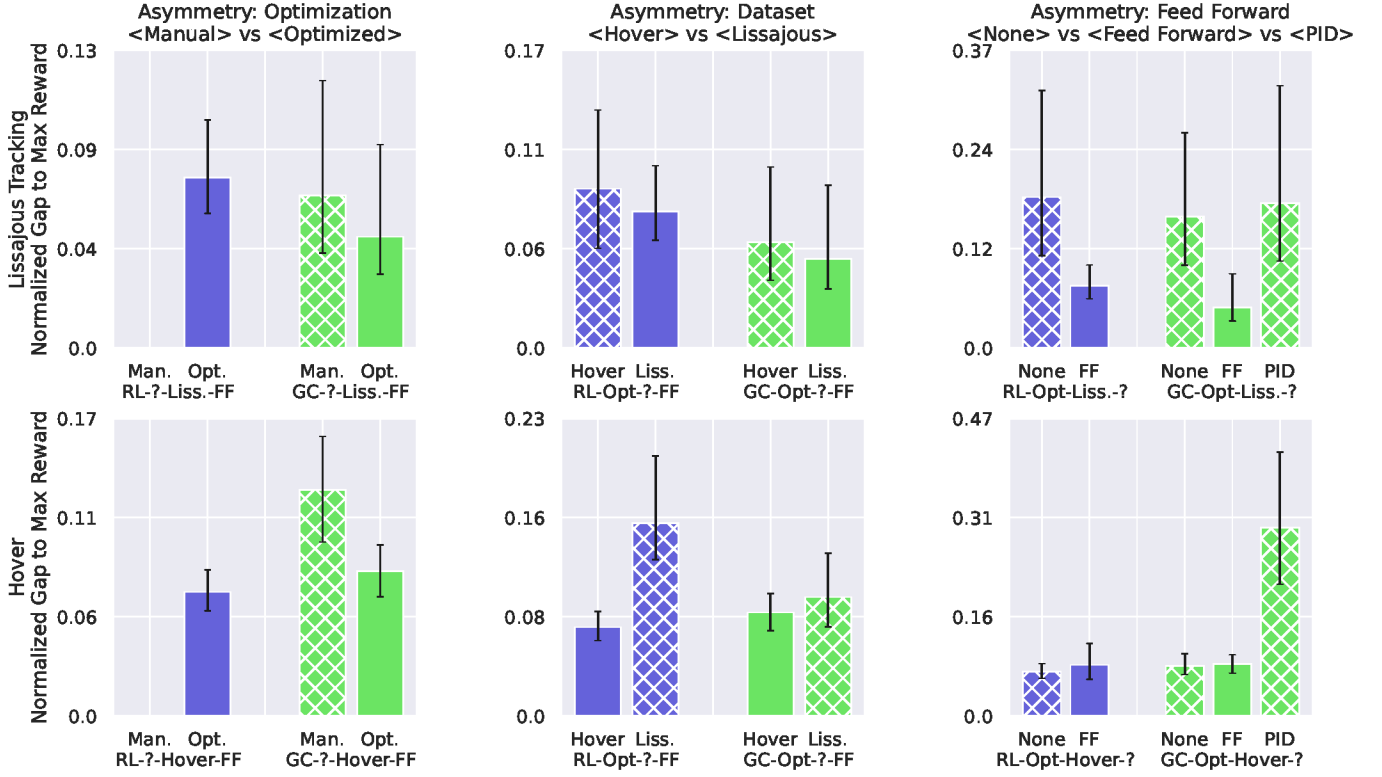 Asymmetry: Optimization
<Manual> vs <Optimized>
Asymmetry: Dataset
<Hover> vs <Lissajous>
Asymmetry: Feed Forward
<None> vs <Feed Forward> vs <PID>
Lissajous Tracking
Normalized Gap to Max Reward
0.13
0.09
0.04
0.0
Man. Opt. Man. Opt.
RL-?-Liss.-FF GC-?-Liss.-FF
0.17
0.11
0.06
0.0
Hover Liss. Hover Liss.
RL-Opt-?-FF GC-Opt-?-FF
0.37
0.24
0.12
0.0
None FF None FF PID
RL-Opt-Liss.-? GC-Opt-Liss.-?
Hover
Normalized Gap to Max Reward
0.17
0.11
0.06
0.0
Man. Opt. Man. Opt.
RL-?-Hover-FF GC-?-Hover-FF
0.23
0.16
0.08
0.0
Hover Liss. Hover Liss.
RL-Opt-?-FF GC-Opt-?-FF
0.47
0.31
0.16
0.0
None FF None FF PID
RL-Opt-Hover-? GC-Opt-Hover-?